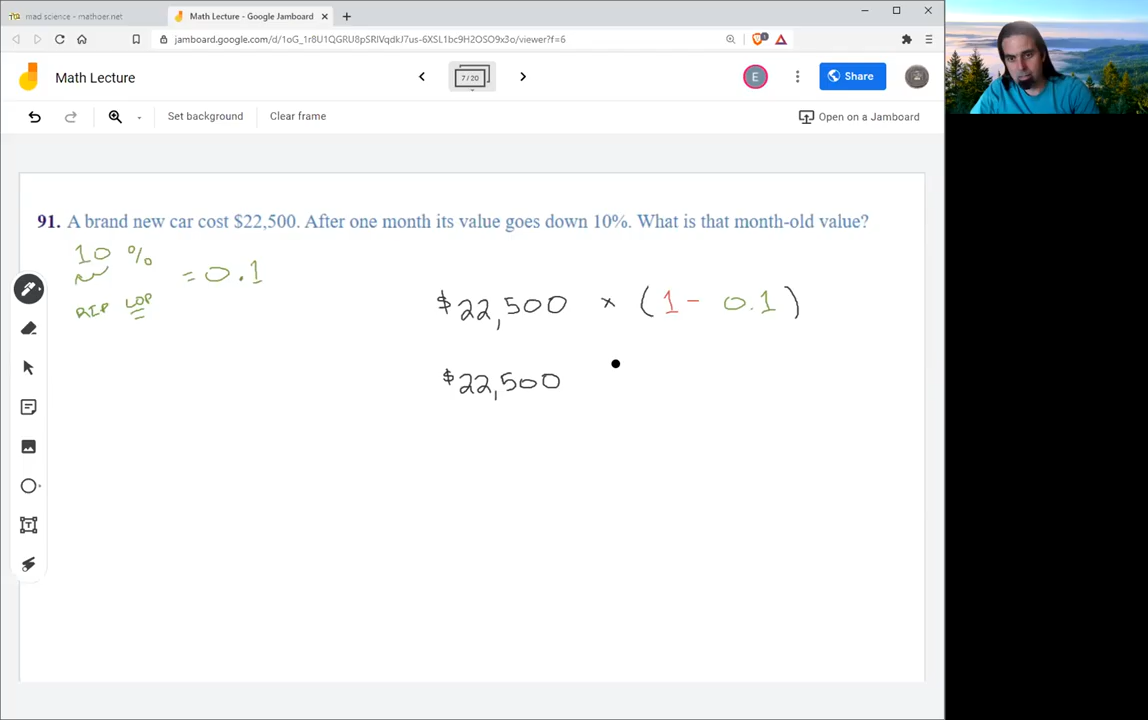 mad science - mathoer.net
Math Lecture - Google Jamboard
jamboard.google.com/d/1oG_1r8U1QGRU8pSRlVqdkJ7us-6XSL1bc9H2OSO9x3o/viewer?f=6
Math Lecture
7 / 20
E
Share
Set background
Clear frame
Open on a Jamboard
91. A brand new car cost $22,500. After one month its value goes down 10%. What is that month-old value?
10 %
= 0.1
RIP LOP
$22,500 × (1 - 0.1)
$22,500